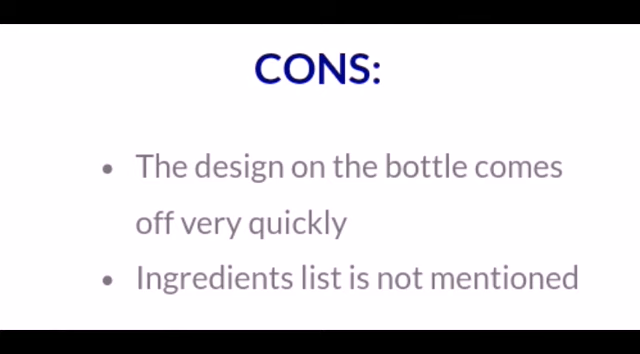 CONS:
• The design on the bottle comes
off very quickly
• Ingredients list is not mentioned